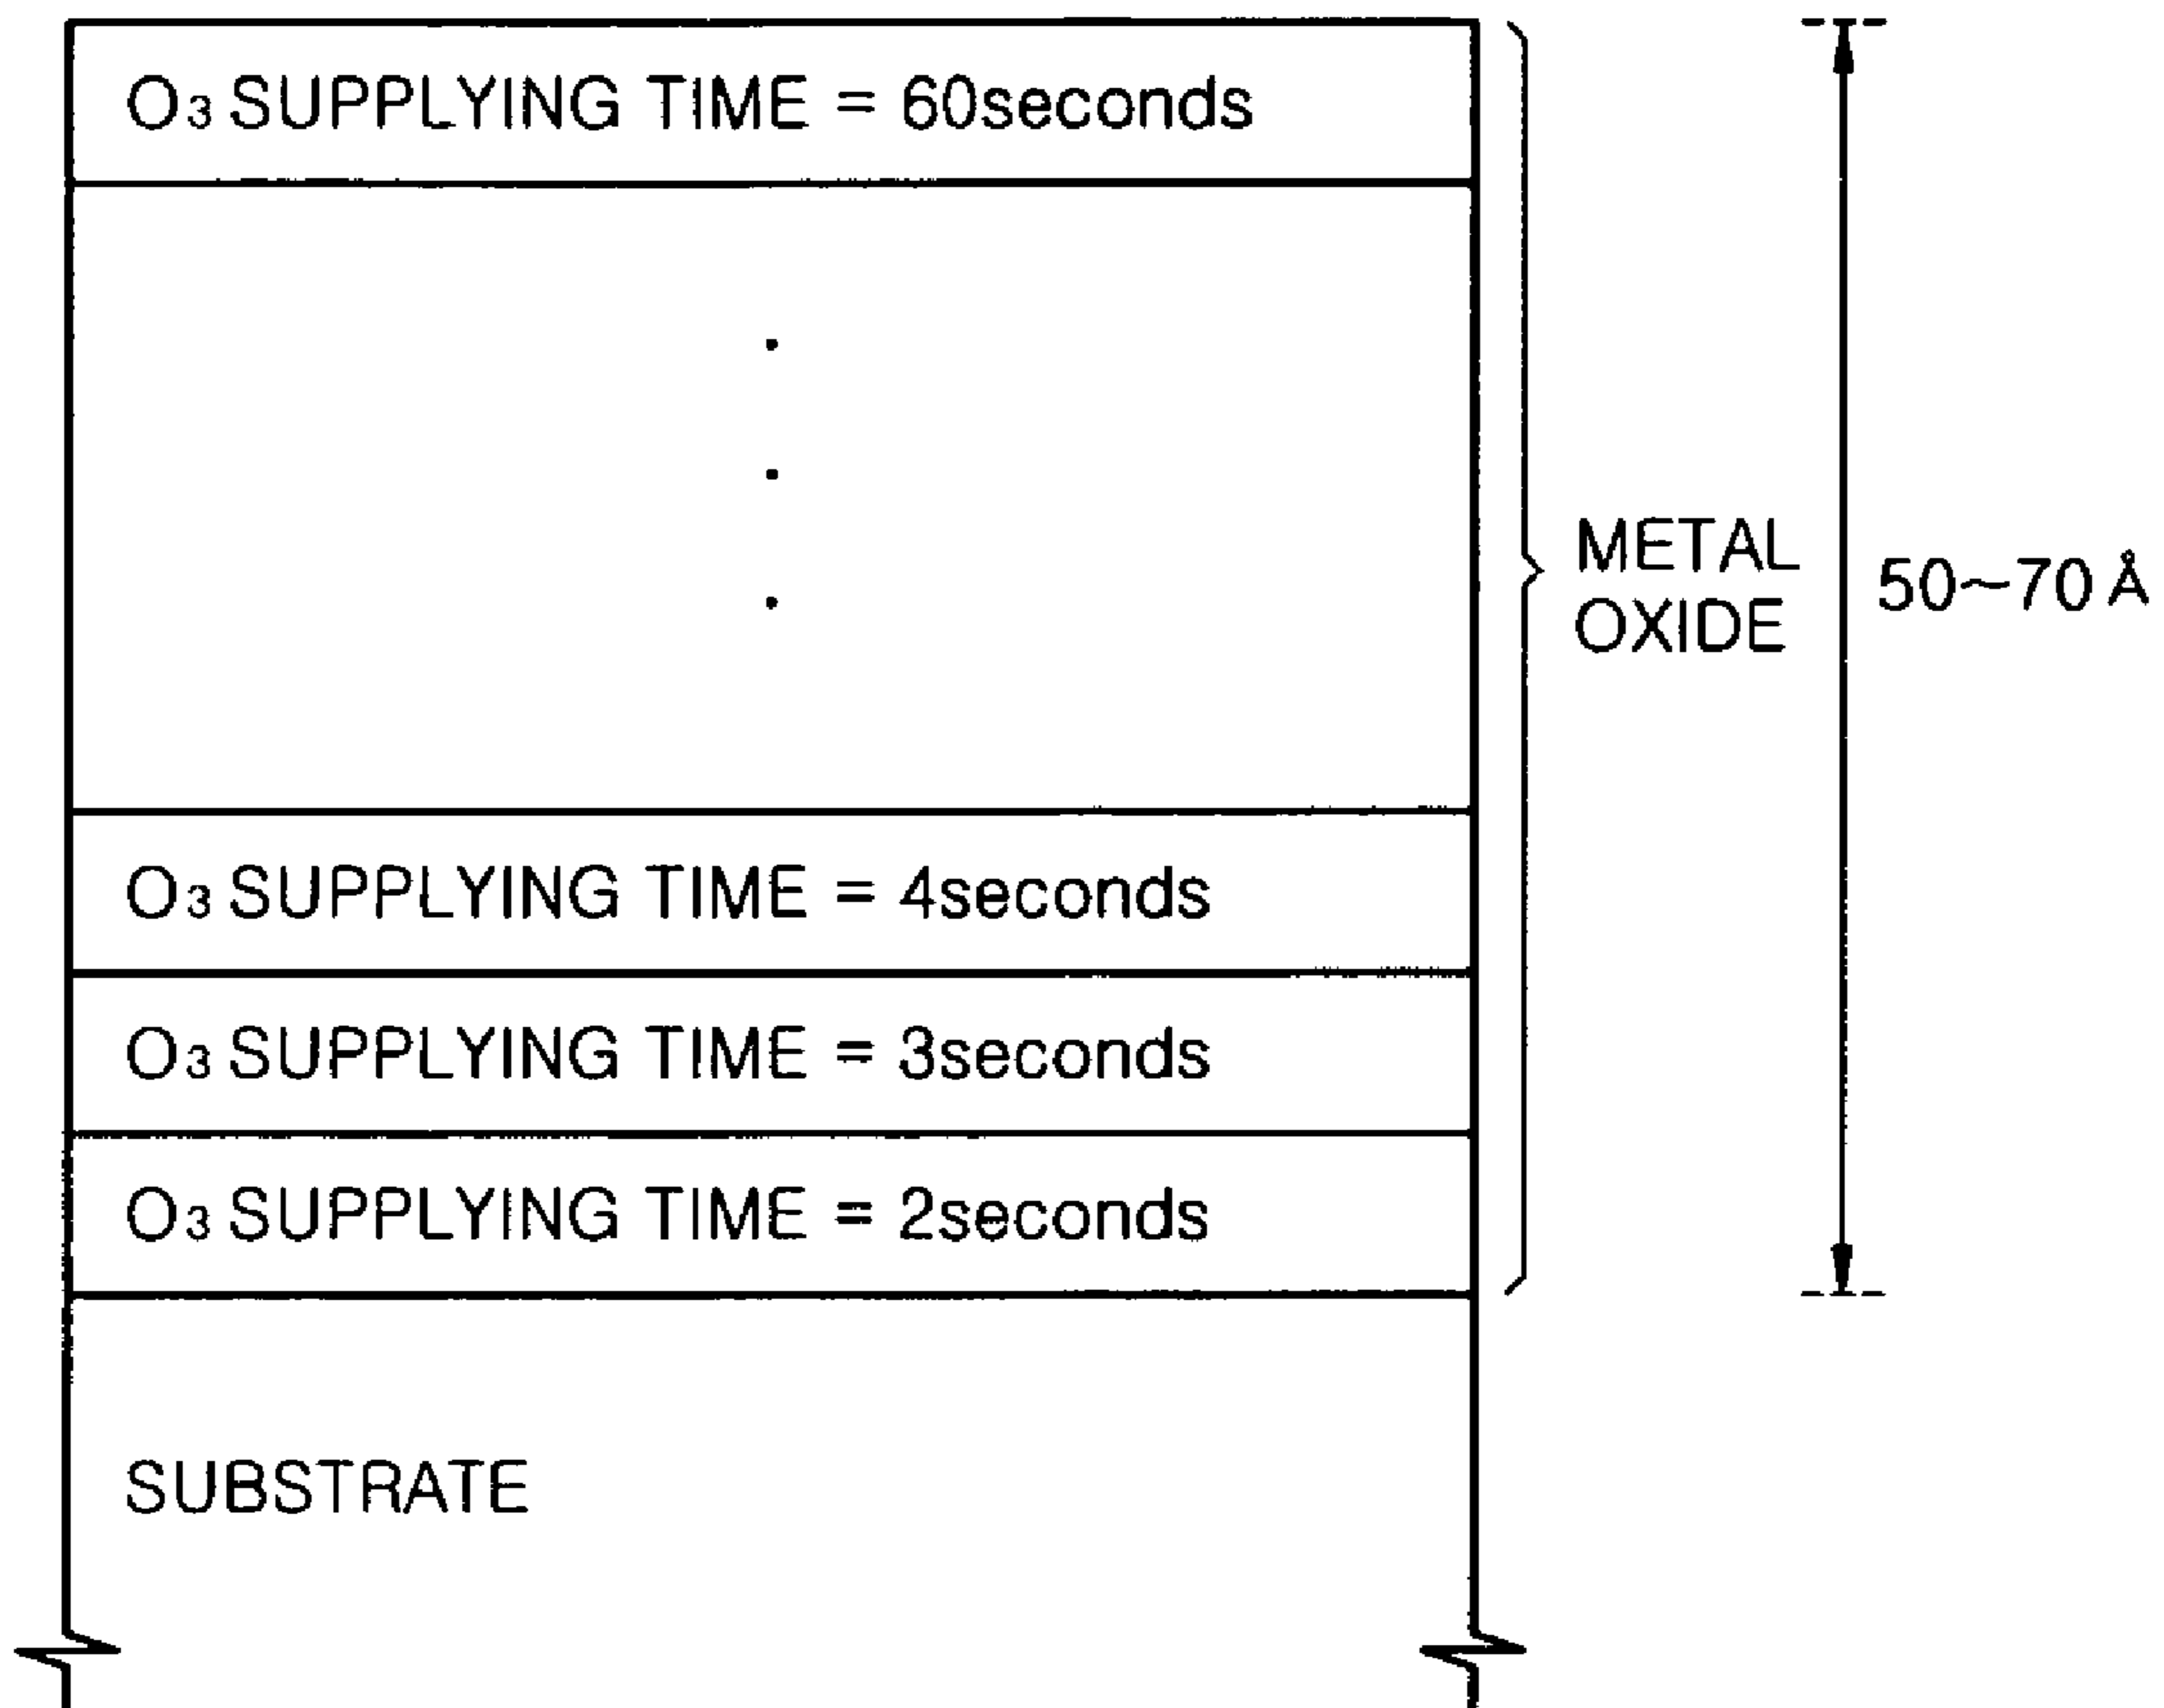 O₃ SUPPLYING TIME = 60seconds
METAL
OXIDE
50~70 Å
O₃ SUPPLYING TIME = 4seconds
O₃ SUPPLYING TIME = 3seconds
O₃ SUPPLYING TIME = 2seconds
SUBSTRATE